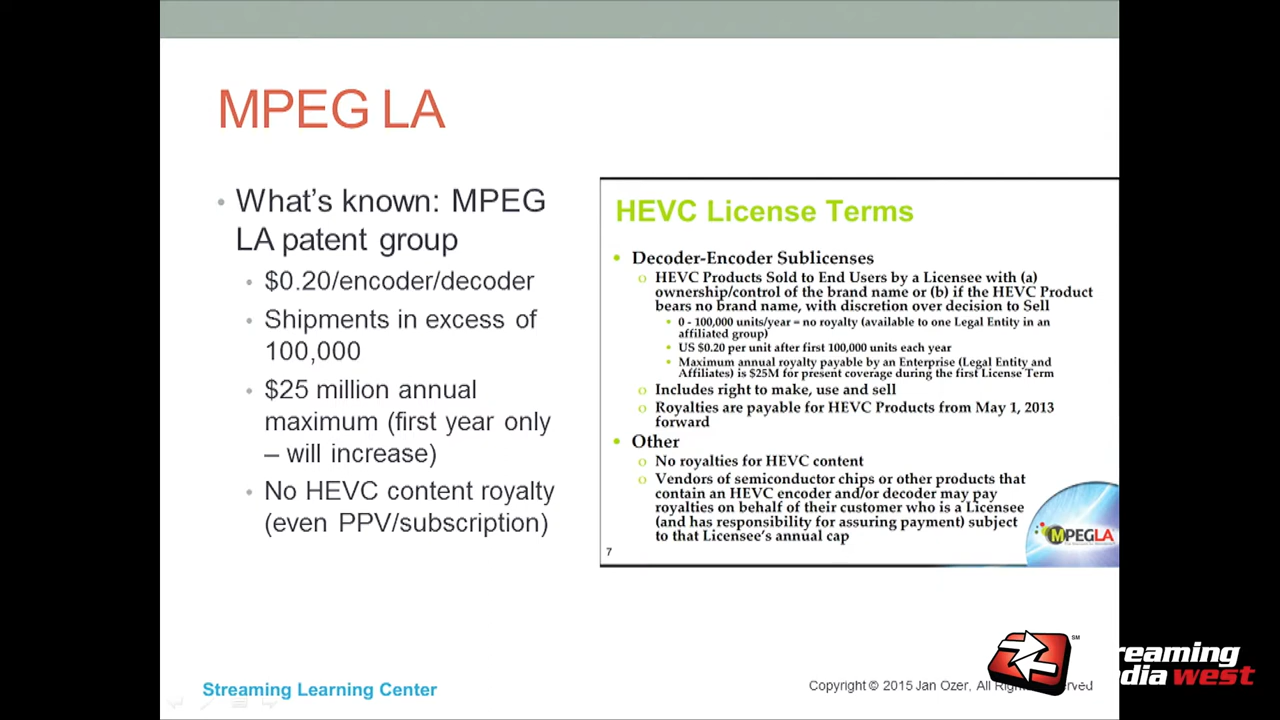 MPEG LA
• What's known: MPEG
LA patent group
• $0.20/encoder/decoder
• Shipments in excess of
100,000
• $25 million annual
maximum (first year only
– will increase)
• No HEVC content royalty
(even PPV/subscription)
HEVC License Terms
• Decoder-Encoder Sublicenses
o HEVC Products Sold to End Users by a Licensee with (a)
ownership/control of the brand name or (b) if the HEVC Product
bears no brand name, with discretion over decision to Sell
• 0 - 100,000 units/year = no royalty (available to one Legal Entity in an
affiliated group)
• US $0.20 per unit after first 100,000 units each year
• Maximum annual royalty payable by an Enterprise (Legal Entity and
Affiliates) is $25M for present coverage during the first License Term
o Includes right to make, use and sell
o Royalties are payable for HEVC Products from May 1, 2013
forward
• Other
o No royalties for HEVC content
o Vendors of semiconductor chips or other products that
contain an HEVC encoder and/or decoder may pay
royalties on behalf of their customer who is a Licensee
(and has responsibility for assuring payment) subject
to that Licensee's annual cap
7
MPEGLA
Streaming Learning Center
Copyright © 2015 Jan Ozer, All
SM
reaming
dia west